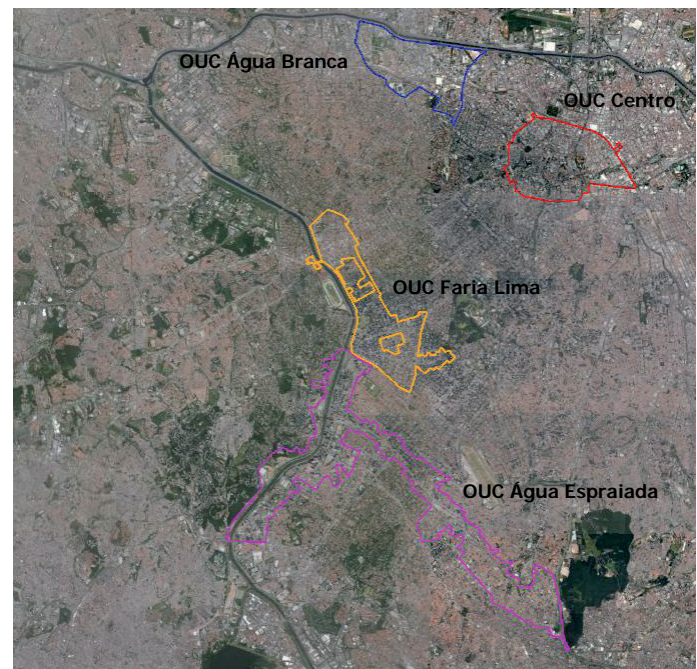 OUC Água Branca
OUC Centro
OUC Faria Lima
OUC Água Espraiada